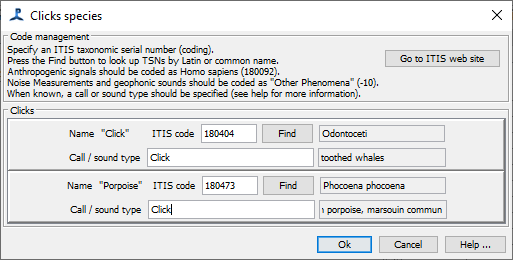 Clicks species
Code management
Specify an ITIS taxonomic serial number (coding).
Press the Find button to look up TSNs by Latin or common name.
Anthropogenic signals should be coded as Homo sapiens (180092).
Noise Measurements and geophonic sounds should be coded as "Other Phenomena" (-10).
When known, a call or sound type should be specified (see help for more information).
Go to ITIS web site
Clicks
Name "Click" ITIS code 180404 Find Odontoceti
Call / sound type Click toothed whales
Name "Porpoise" ITIS code 180473 Find Phocoena phocoena
Call / sound type Click porpoise, marsouin commun
Ok Cancel Help ...